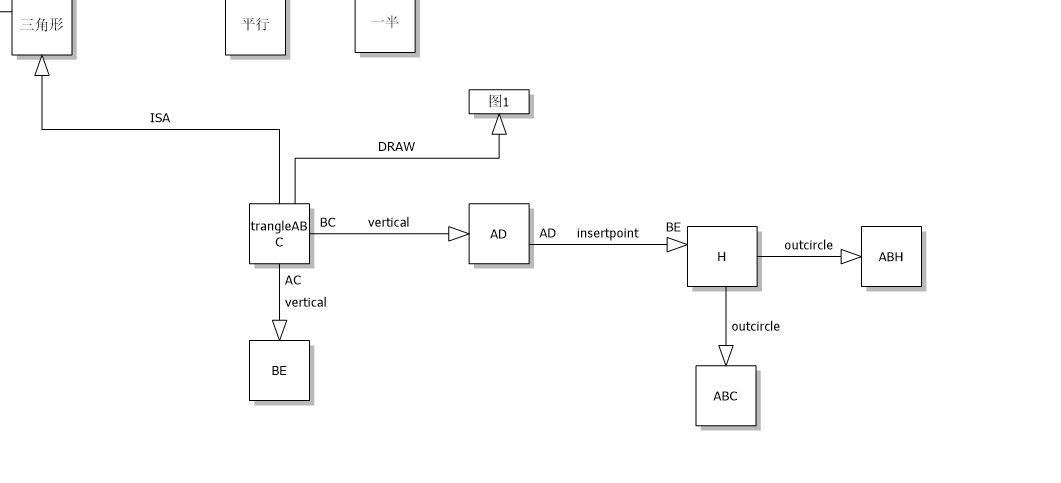 三角形
平行
一半
图1
ISA
DRAW
trangleAB
C
BC
vertical
AD
AD
insertpoint
BE
H
outcircle
ABH
AC
vertical
BE
outcircle
ABC